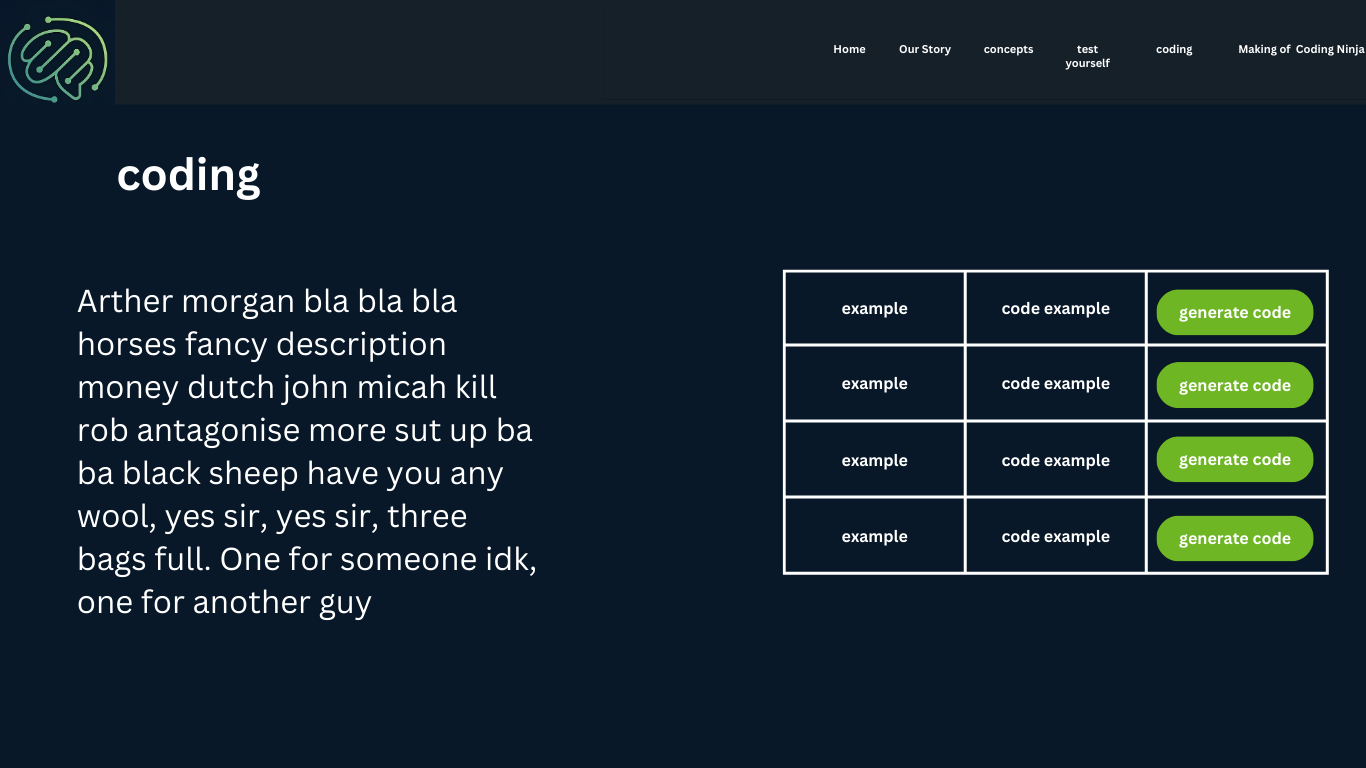 Home Our Story concepts test yourself coding Making of Coding Ninja
coding
Arther morgan bla bla bla
horses fancy description
money dutch john micah kill
rob antagonise more sut up ba
ba black sheep have you any
wool, yes sir, yes sir, three
bags full. One for someone idk,
one for another guy
example code example generate code
example code example generate code
example code example generate code
example code example generate code